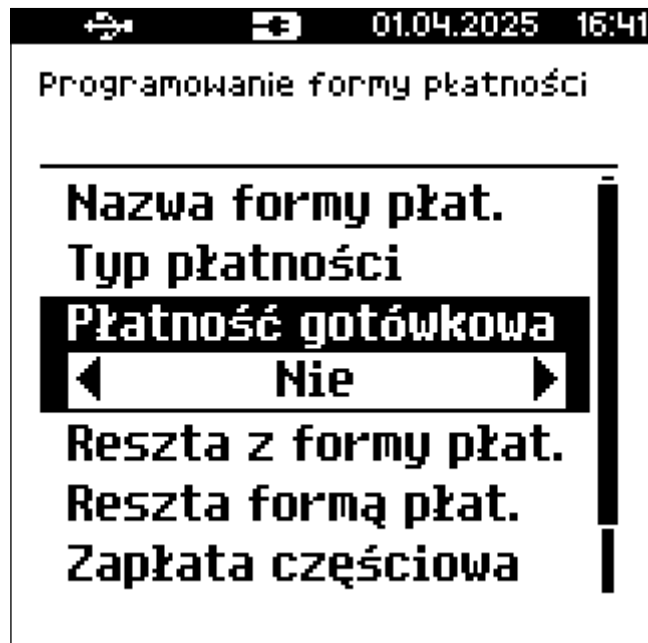 01.04.2025 16:41
Programowanie formy płatności
Nazwa formy płat.
Typ płatności
Płatność gotówkowa
Nie
Reszta z formy płat.
Reszta formą płat.
Zapłata częściowa